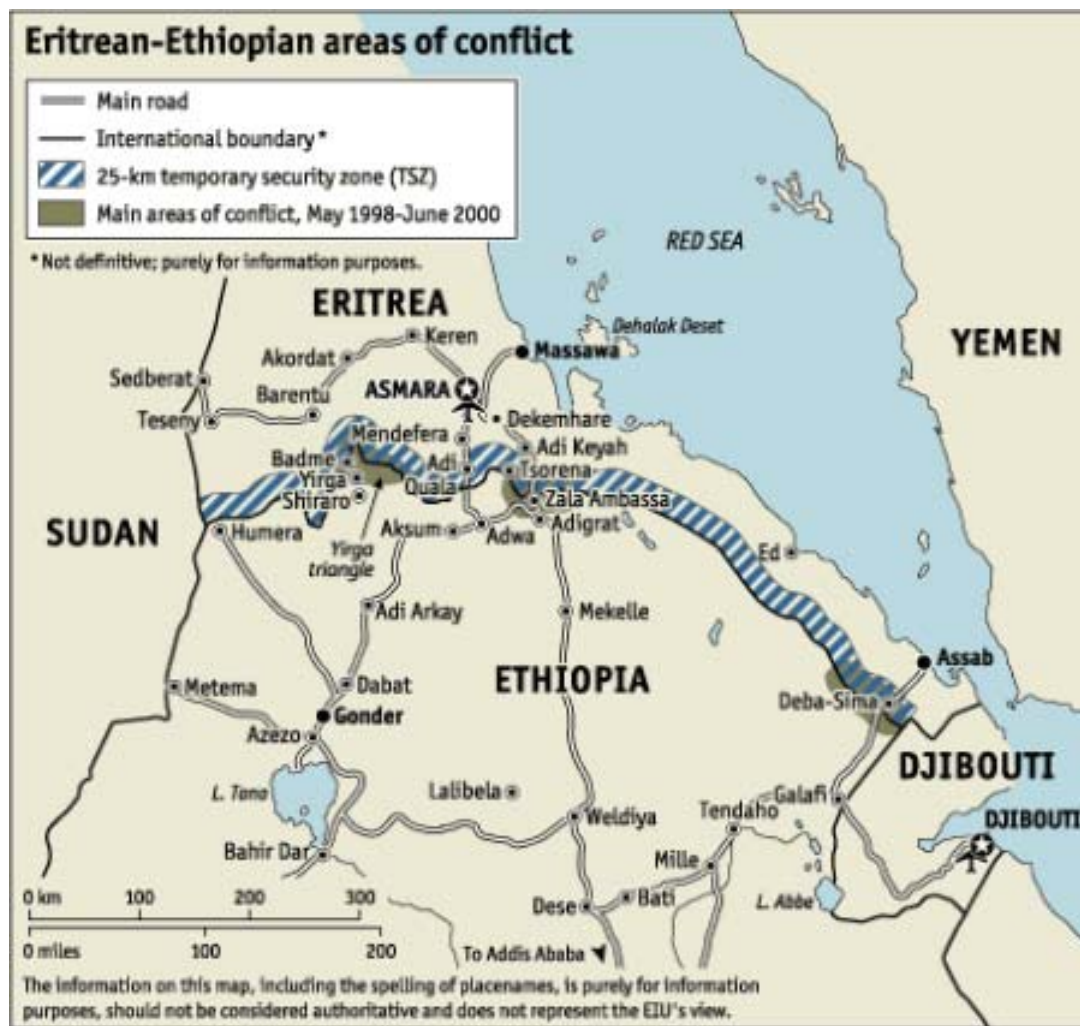 Eritrean-Ethiopian areas of conflict
Main road
International boundary*
25-km temporary security zone (TSZ)
Main areas of conflict, May 1998-June 2000
*Not definitive; purely for information purposes.
RED SEA
ERITREA
Dehalak Deset
Keren
YEMEN
Massawa
Akordat
Sedberat
ASMARA
Barentu
Teseny
Dekemhare
Mendefera
Adi Keyah
Badme
Adi
Quala
Tsorena
Yirga
Shiraro
Zala Ambassa
SUDAN
Humera
Aksum
Adwa
Adigrat
Yirga
triangle
Ed
Adi Arkay
Mekelle
Assab
ETHIOPIA
Metema
Dabat
Deba-Sima
Gonder
Azezo
DJIBOUTI
L. Tana
Lalibela
Galafi
Tendaho
Weldiya
DJIBOUTI
Bahir Dar
Mille
0 km 100 200 300
Dese
Bati
L. Abbe
0 miles 100 200
To Addis Ababa
The information on this map, including the spelling of placenames, is purely for information
purposes, should not be considered authoritative and does not represent the EIU's view.